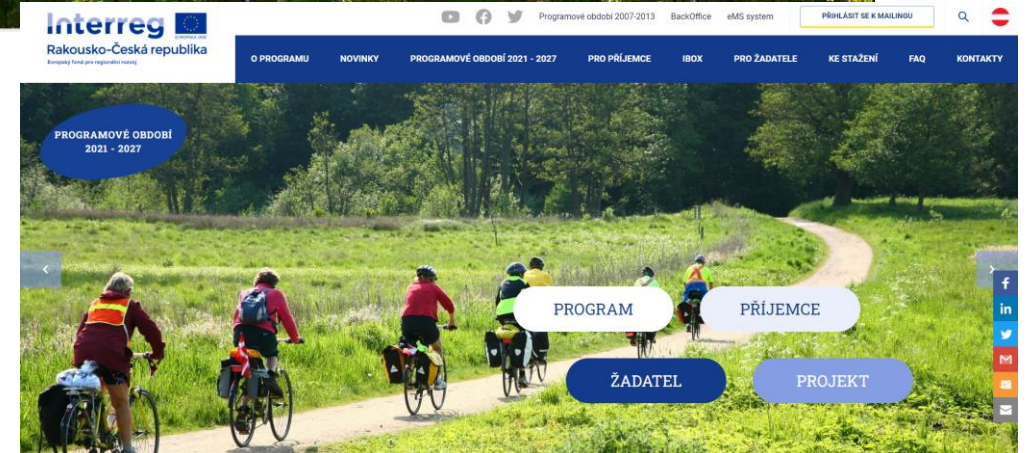 Interreg
EVROPSKÁ UNIE
Rakousko-Česká republika
Evropský fond pro regionální rozvoj
Programové období 2007-2013 BackOffice eMS system PŘIHLÁSIT SE K MAILINGU
O PROGRAMU NOVINKY PROGRAMOVÉ OBDOBÍ 2021 - 2027 PRO PŘÍJEMCE IBOX PRO ŽADATELE KE STAŽENÍ FAQ KONTAKTY
PROGRAMOVÉ OBDOBÍ
2021 - 2027
PROGRAM PŘÍJEMCE
ŽADATEL PROJEKT